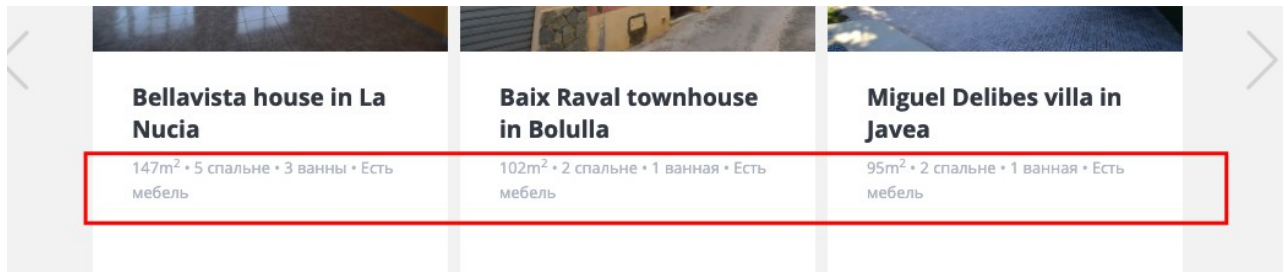 Bellavista house in La
Nucia
147m² • 5 спальне • 3 ванны • Есть
мебель
Baix Raval townhouse
in Bolulla
102m² • 2 спальне • 1 ванная • Есть
мебель
Miguel Delibes villa in
Javea
95m² • 2 спальне • 1 ванная • Есть
мебель